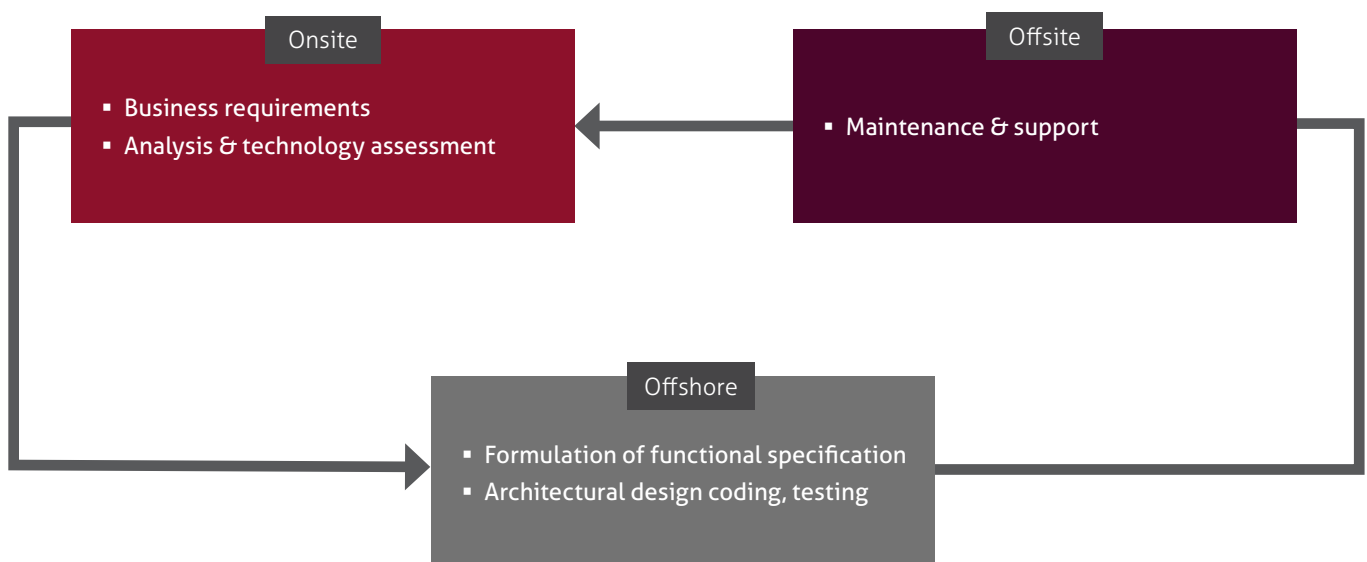 Onsite
▪ Business requirements
▪ Analysis & technology assessment
Offsite
▪ Maintenance & support
Offshore
▪ Formulation of functional specification
▪ Architectural design coding, testing